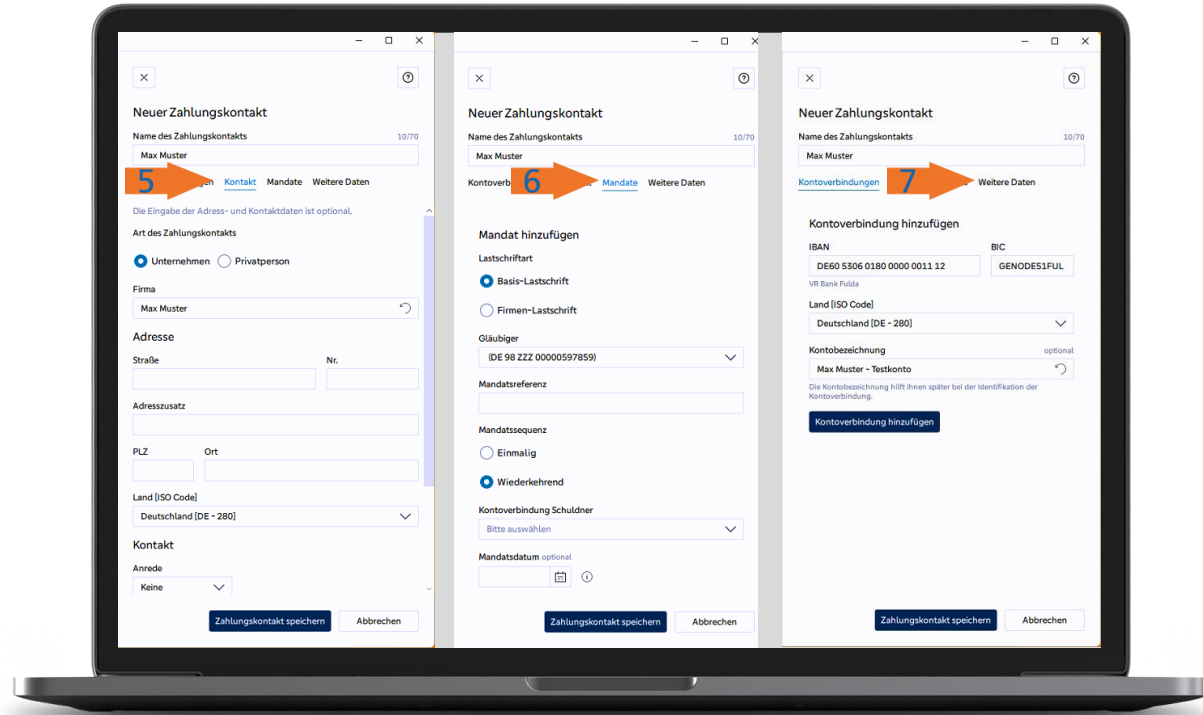 Neuer Zahlungskontakt
Name des Zahlungskontakts 10/70
Max Muster
5 Kontakt Mandate Weitere Daten
Die Eingabe der Adress- und Kontaktdaten ist optional.
Art des Zahlungskontakts
Unternehmen Privatperson
Firma
Max Muster
Adresse
Straße Nr.
Adresszusatz
PLZ Ort
Land [ISO Code]
Deutschland [DE - 280]
Kontakt
Anrede
Keine
Zahlungskontakt speichern Abbrechen
Neuer Zahlungskontakt
Name des Zahlungskontakts 10/70
Max Muster
6 Mandate Weitere Daten
Mandat hinzufügen
Lastschriftart
Basis-Lastschrift
Firmen-Lastschrift
Gläubiger
(DE 98 ZZZ 00000597859)
Mandatsreferenz
Mandatssequenz
Einmalig
Wiederkehrend
Kontoverbindung Schuldner
Bitte auswählen
Mandatsdatum optional
Zahlungskontakt speichern Abbrechen
Neuer Zahlungskontakt
Name des Zahlungskontakts 10/70
Max Muster
Kontoverbindungen 7 Weitere Daten
Kontoverbindung hinzufügen
IBAN BIC
DE60 5306 0180 0000 0011 12 GENODE51FUL
VR Bank Fulda
Land [ISO Code]
Deutschland [DE - 280]
Kontobezeichnung optional
Max Muster - Testkonto
Die Kontobezeichnung hilft Ihnen später bei der Identifikation der
Kontoverbindung.
Kontoverbindung hinzufügen
Zahlungskontakt speichern Abbrechen